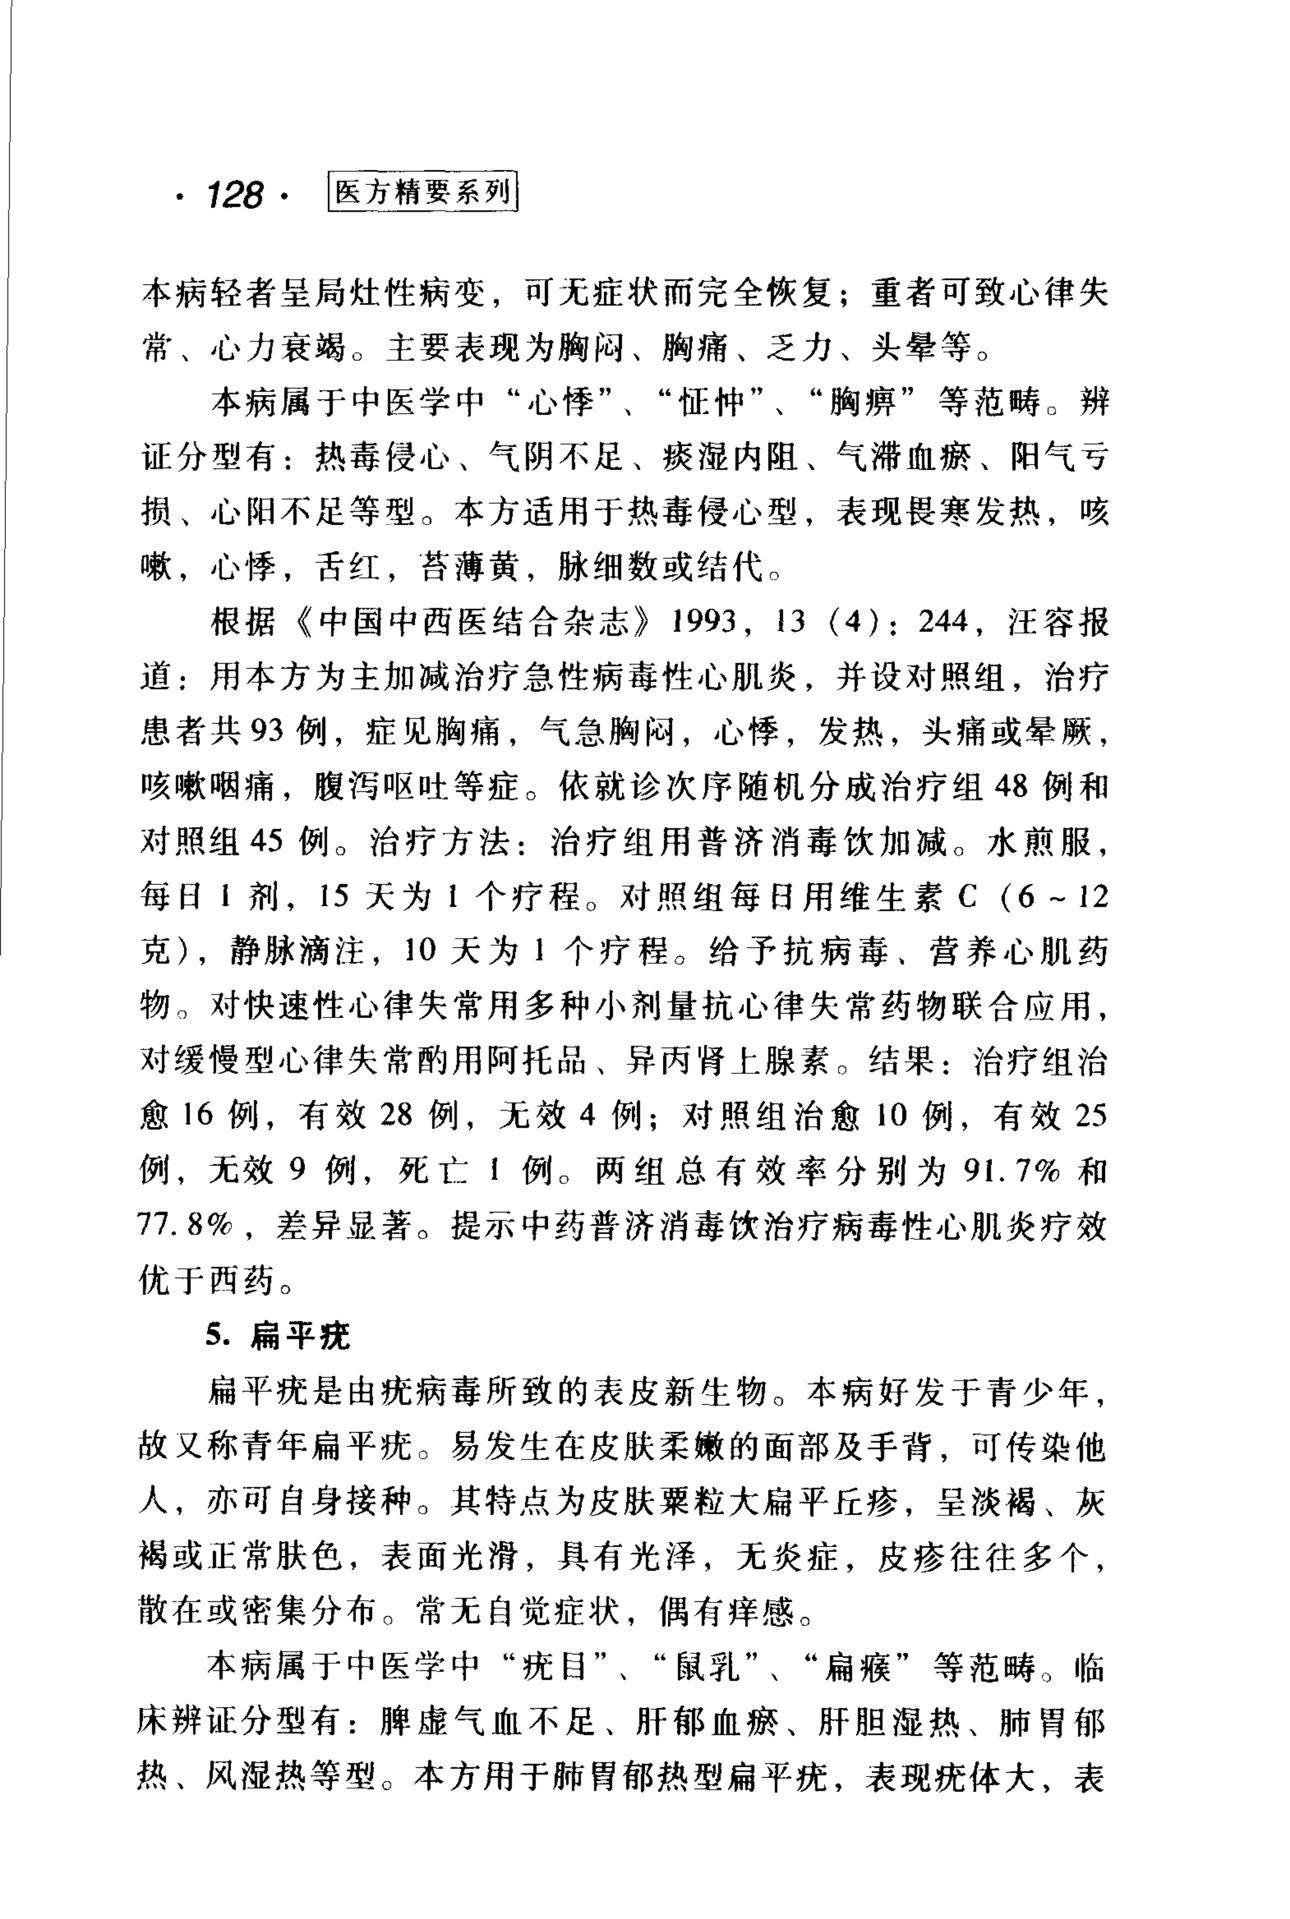 · 128 · 医方精要系列
本病轻者呈局灶性病变，可无症状而完全恢复；重者可致心律失
常、心力衰竭。主要表现为胸闷、胸痛、乏力、头晕等。
本病属于中医学中“心悸”、“怔忡”、“胸痹”等范畴。辨
证分型有：热毒侵心、气阴不足、痰湿内阻、气滞血瘀、阳气亏
损、心阳不足等型。本方适用于热毒侵心型，表现畏寒发热，咳
嗽，心悸，舌红，苔薄黄，脉细数或结代。
根据《中国中西医结合杂志》1993，13（4）：244，汪容报
道：用本方为主加减治疗急性病毒性心肌炎，并设对照组，治疗
患者共 93 例，症见胸痛，气急胸闷，心悸，发热，头痛或晕厥，
咳嗽咽痛，腹泻呕吐等症。依就诊次序随机分成治疗组 48 例和
对照组 45 例。治疗方法：治疗组用普济消毒饮加减。水煎服，
每日 1 剂，15 天为 1 个疗程。对照组每日用维生素 C（6～12
克），静脉滴注，10 天为 1 个疗程。给予抗病毒、营养心肌药
物。对快速性心律失常用多种小剂量抗心律失常药物联合应用，
对缓慢型心律失常酌用阿托品、异丙肾上腺素。结果：治疗组治
愈 16 例，有效 28 例，无效 4 例；对照组治愈 10 例，有效 25
例，无效 9 例，死亡 1 例。两组总有效率分别为 91.7% 和
77.8%，差异显著。提示中药普济消毒饮治疗病毒性心肌炎疗效
优于西药。
5. 扁平疣
扁平疣是由疣病毒所致的表皮新生物。本病好发于青少年，
故又称青年扁平疣。易发生在皮肤柔嫩的面部及手背，可传染他
人，亦可自身接种。其特点为皮肤粟粒大扁平丘疹，呈淡褐、灰
褐或正常肤色，表面光滑，具有光泽，无炎症，皮疹往往多个，
散在或密集分布。常无自觉症状，偶有痒感。
本病属于中医学中“疣目”、“鼠乳”、“扁瘊”等范畴。临
床辨证分型有：脾虚气血不足、肝郁血瘀、肝胆湿热、肺胃郁
热、风湿热等型。本方用于肺胃郁热型扁平疣，表现疣体大，表